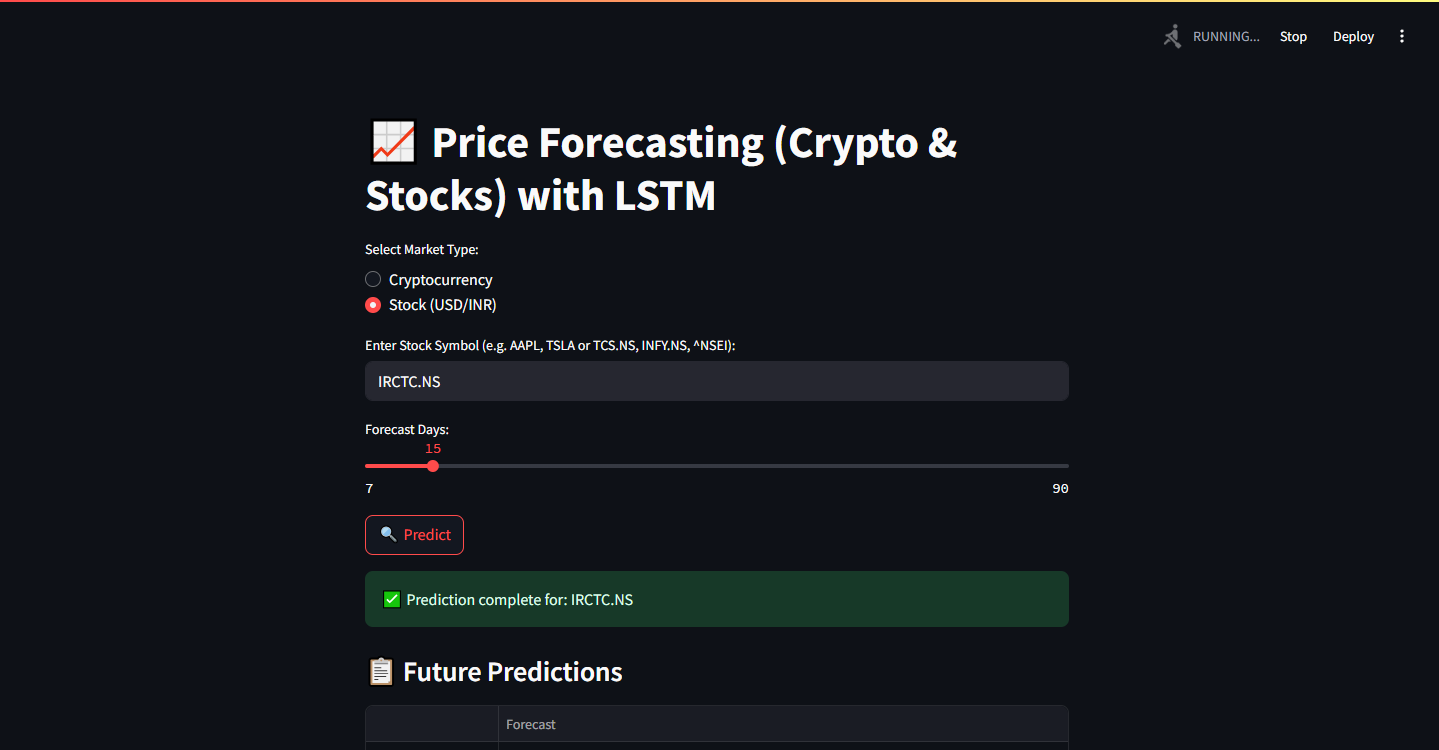 RUNNING... Stop Deploy
📈 Price Forecasting (Crypto &
Stocks) with LSTM
Select Market Type:
Cryptocurrency
Stock (USD/INR)
Enter Stock Symbol (e.g. AAPL, TSLA or TCS.NS, INFY.NS, ^NSEI):
IRCTC.NS
Forecast Days:
15
7 90
🔍 Predict
✅ Prediction complete for: IRCTC.NS
📋 Future Predictions
Forecast